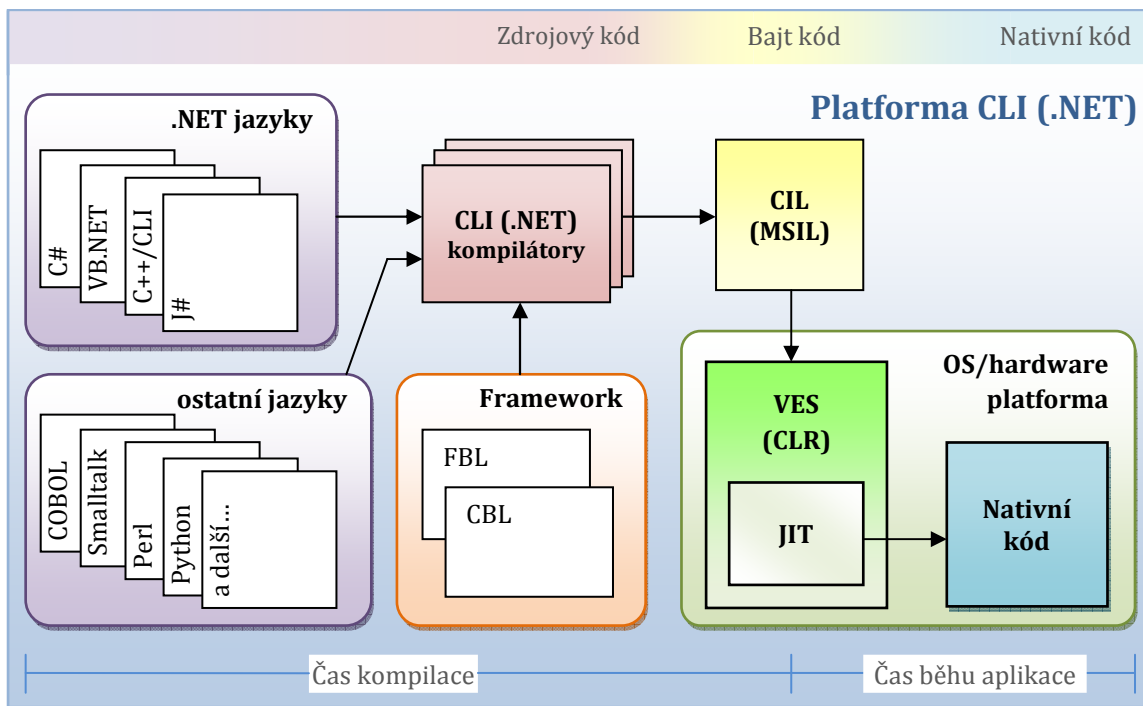 Zdrojový kód
Bajt kód
Nativní kód
Platforma CLI (.NET)
.NET jazyky
C#
VB.NET
C++/CLI
J#
CLI (.NET)
kompilátory
CIL
(MSIL)
ostatní jazyky
COBOL
Smalltalk
Perl
Python
a další...
Framework
FBL
CBL
OS/hardware
platforma
VES
(CLR)
JIT
Nativní
kód
Čas kompilace
Čas běhu aplikace